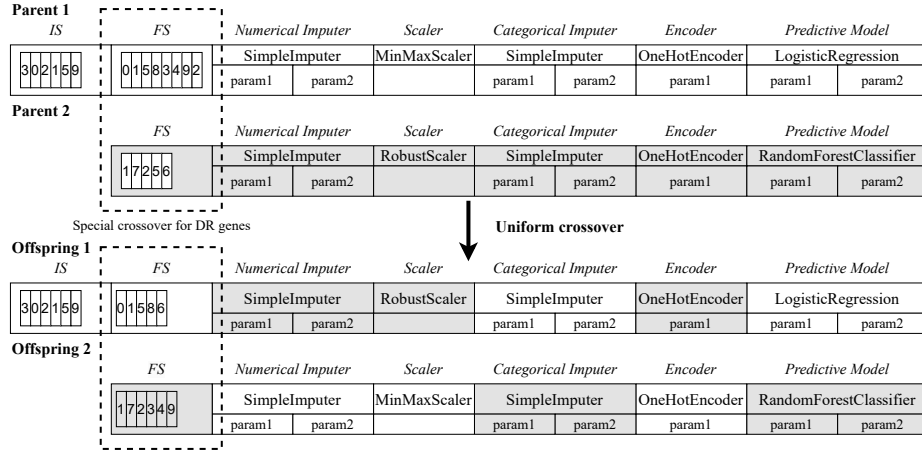 Parent 1
IS FS Numerical Imputer Scaler Categorical Imputer Encoder Predictive Model
302159 01583492 SimpleImputer MinMaxScaler SimpleImputer OneHotEncoder LogisticRegression
param1 param2 param1 param2 param1 param1 param2
Parent 2
FS Numerical Imputer Scaler Categorical Imputer Encoder Predictive Model
17256 SimpleImputer RobustScaler SimpleImputer OneHotEncoder RandomForestClassifier
param1 param2 param1 param2 param1 param1 param2
Special crossover for DR genes Uniform crossover
Offspring 1
IS FS Numerical Imputer Scaler Categorical Imputer Encoder Predictive Model
302159 01586 SimpleImputer RobustScaler SimpleImputer OneHotEncoder LogisticRegression
param1 param2 param1 param2 param1 param1 param2
Offspring 2
FS Numerical Imputer Scaler Categorical Imputer Encoder Predictive Model
172349 SimpleImputer MinMaxScaler SimpleImputer OneHotEncoder RandomForestClassifier
param1 param2 param1 param2 param1 param1 param2